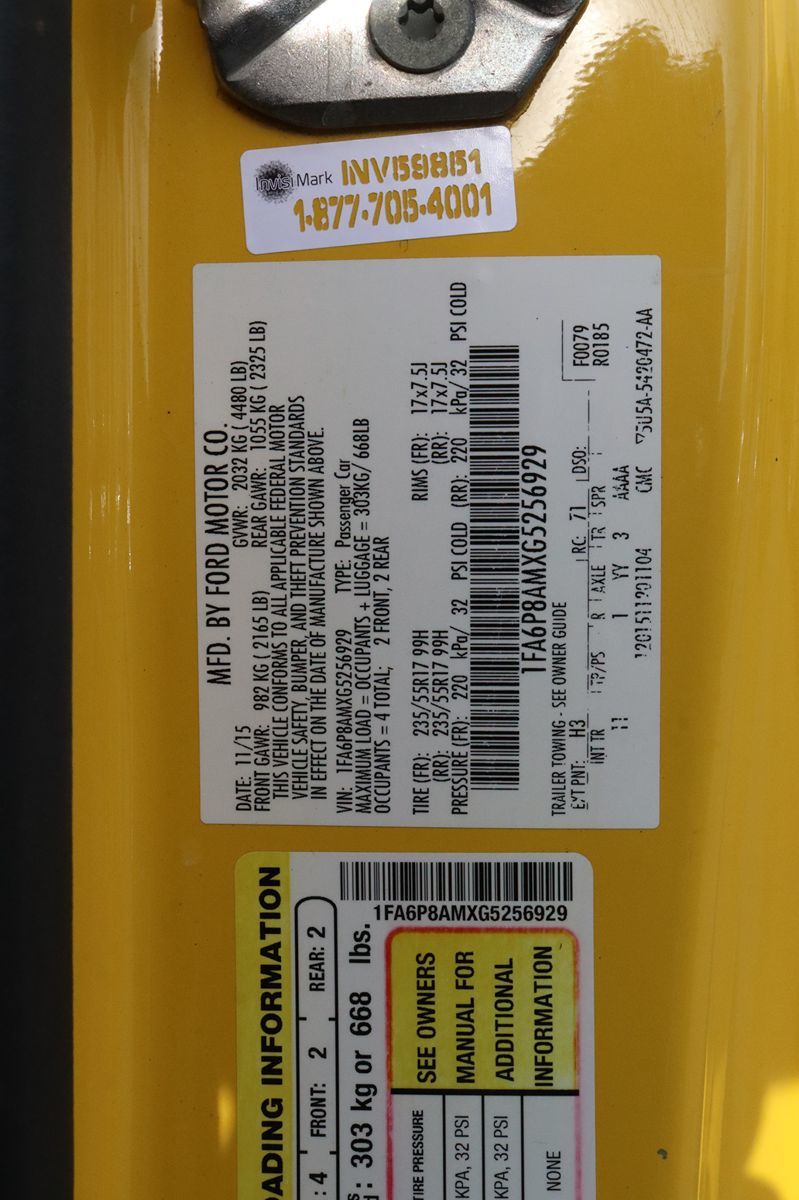 InvisiMark INV59851
1-877-705-4001
MFD. BY FORD MOTOR CO.
DATE: 11/15 GVWR: 2032 KG ( 4480 LB)
FRONT GAWR: 982 KG ( 2165 LB) REAR GAWR: 1055 KG ( 2325 LB)
THIS VEHICLE CONFORMS TO ALL APPLICABLE FEDERAL MOTOR
VEHICLE SAFETY, BUMPER, AND THEFT PREVENTION STANDARDS
IN EFFECT ON THE DATE OF MANUFACTURE SHOWN ABOVE.
VIN: 1FA6P8AMXG5256929 TYPE: Passenger Car
MAXIMUM LOAD = OCCUPANTS + LUGGAGE = 303KG/ 668LB
OCCUPANTS = 4 TOTAL; 2 FRONT, 2 REAR
TIRE (FR): 235/55R17 99H RIMS (FR): 17x7.5J
(RR): 235/55R17 99H (RR): 17x7.5J
PRESSURE (FR): 220 kPa/ 32 PSI COLD (RR): 220 kPa/ 32 PSI COLD
1FA6P8AMXG5256929
TRAILER TOWING - SEE OWNER GUIDE
EXT PNT: H3 RC: 71 DSO: F0079
R0185
INT TR TP/PS R AXLE TR SPR
11 1 YY 3 AAAA
1201511201104 CMC 5U5A-5420472-AA
ADING INFORMATION
: 4 FRONT: 2 REAR: 2
: 303 kg or 668 lbs.
1FA6P8AMXG5256929
TIRE PRESSURE
KPA, 32 PSI
KPA, 32 PSI
NONE
SEE OWNERS
MANUAL FOR
ADDITIONAL
INFORMATION